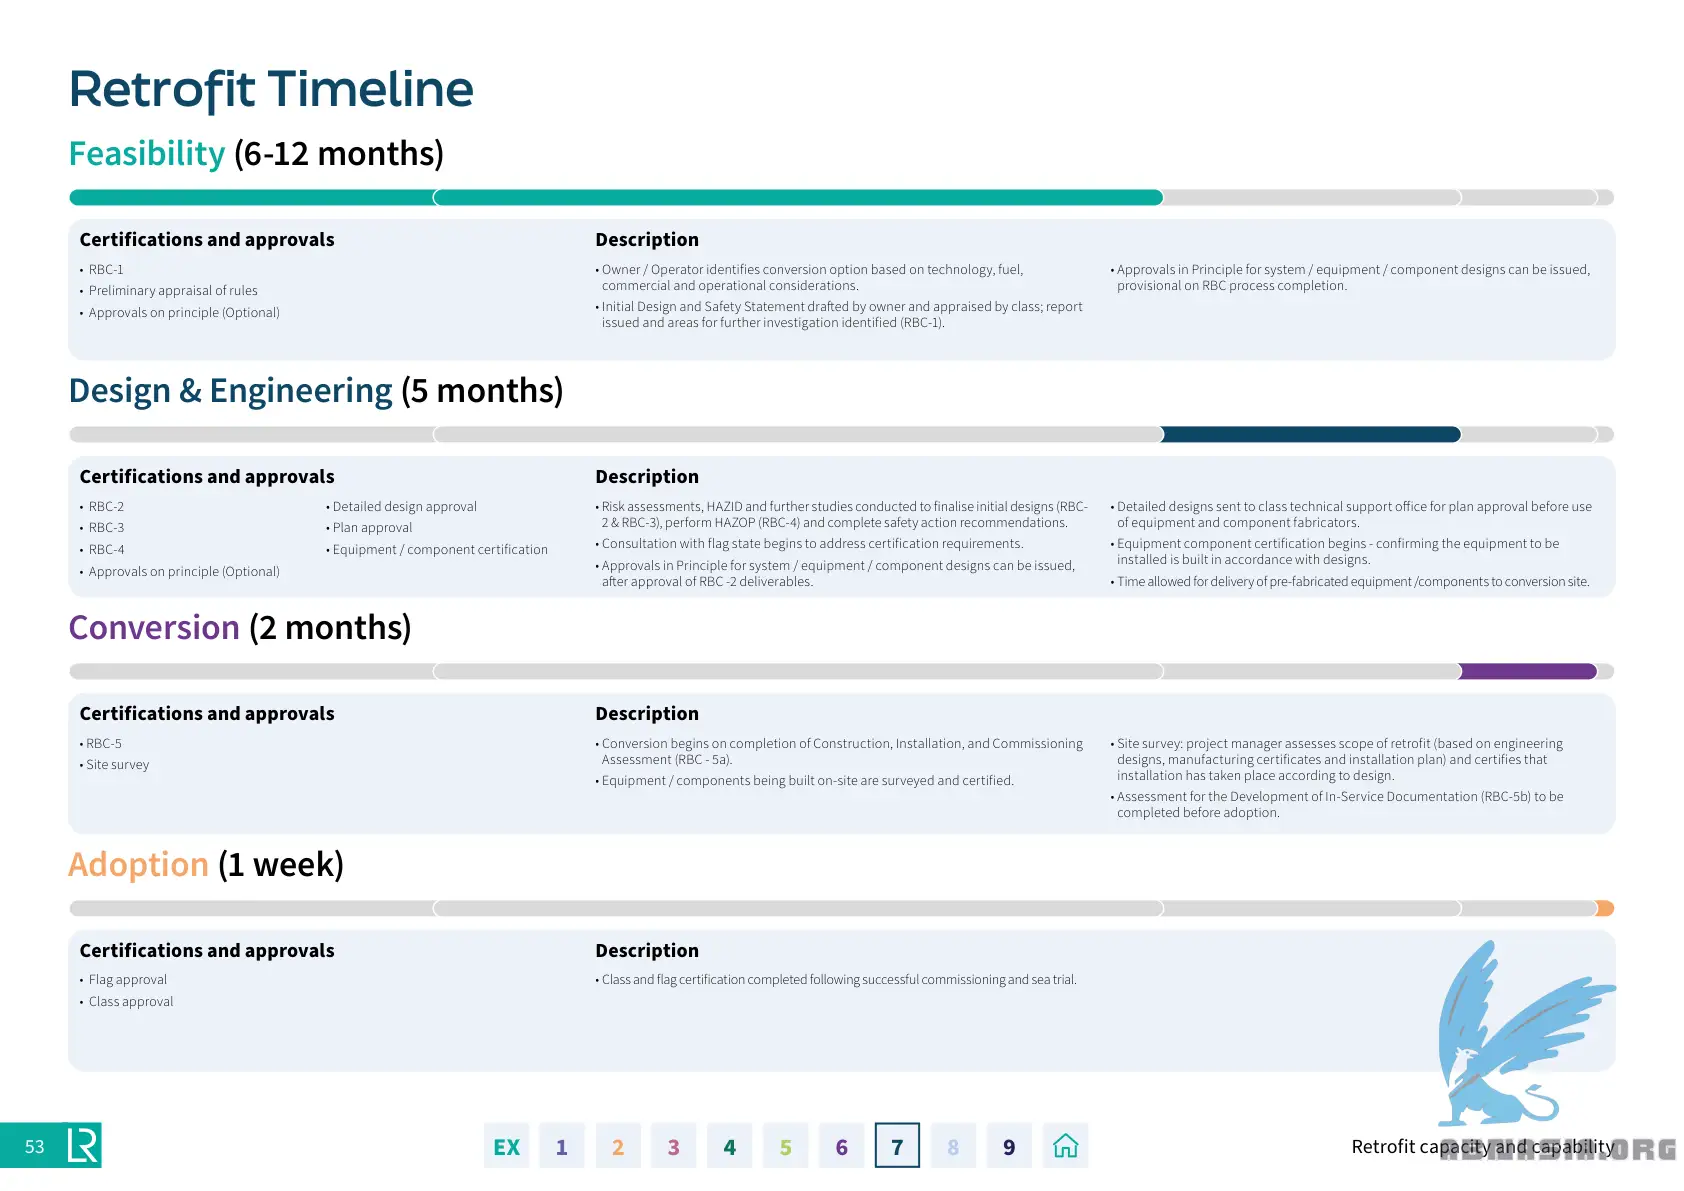 Retrofit Timeline
Feasibility (6-12 months)
Certifications and approvals
• RBC-1
• Preliminary appraisal of rules
• Approvals on principle (Optional)
Description
• Owner / Operator identifies conversion option based on technology, fuel,
commercial and operational considerations.
• Initial Design and Safety Statement drafted by owner and appraised by class; report
issued and areas for further investigation identified (RBC-1).
• Approvals in Principle for system / equipment / component designs can be issued,
provisional on RBC process completion.
Design & Engineering (5 months)
Certifications and approvals
• RBC-2
• RBC-3
• RBC-4
• Approvals on principle (Optional)
• Detailed design approval
• Plan approval
• Equipment / component certification
Description
• Risk assessments, HAZID and further studies conducted to finalise initial designs (RBC-
2 & RBC-3), perform HAZOP (RBC-4) and complete safety action recommendations.
• Consultation with flag state begins to address certification requirements.
• Approvals in Principle for system / equipment / component designs can be issued,
after approval of RBC -2 deliverables.
• Detailed designs sent to class technical support office for plan approval before use
of equipment and component fabricators.
• Equipment component certification begins - confirming the equipment to be
installed is built in accordance with designs.
• Time allowed for delivery of pre-fabricated equipment /components to conversion site.
Conversion (2 months)
Certifications and approvals
• RBC-5
• Site survey
Description
• Conversion begins on completion of Construction, Installation, and Commissioning
Assessment (RBC - 5a).
• Equipment / components being built on-site are surveyed and certified.
• Site survey: project manager assesses scope of retrofit (based on engineering
designs, manufacturing certificates and installation plan) and certifies that
installation has taken place according to design.
• Assessment for the Development of In-Service Documentation (RBC-5b) to be
completed before adoption.
Adoption (1 week)
Certifications and approvals
• Flag approval
• Class approval
Description
• Class and flag certification completed following successful commissioning and sea trial.
53 LR
EX 1 2 3 4 5 6 7 8 9
Retrofit capacity and capability
ADNASIA.ORG